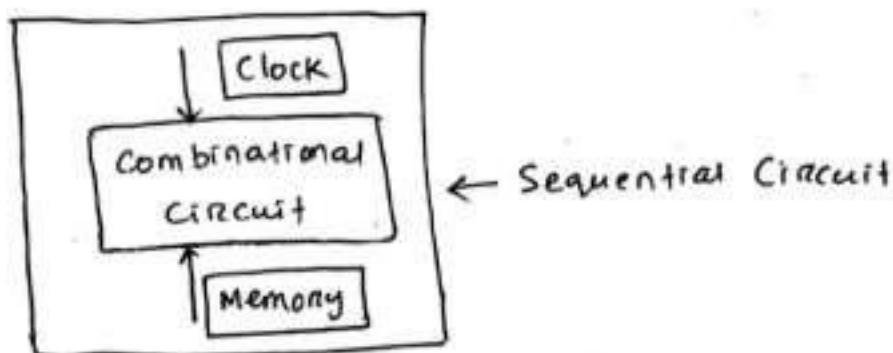 Clock
Combinational
Circuit
← Sequential Circuit
Memory